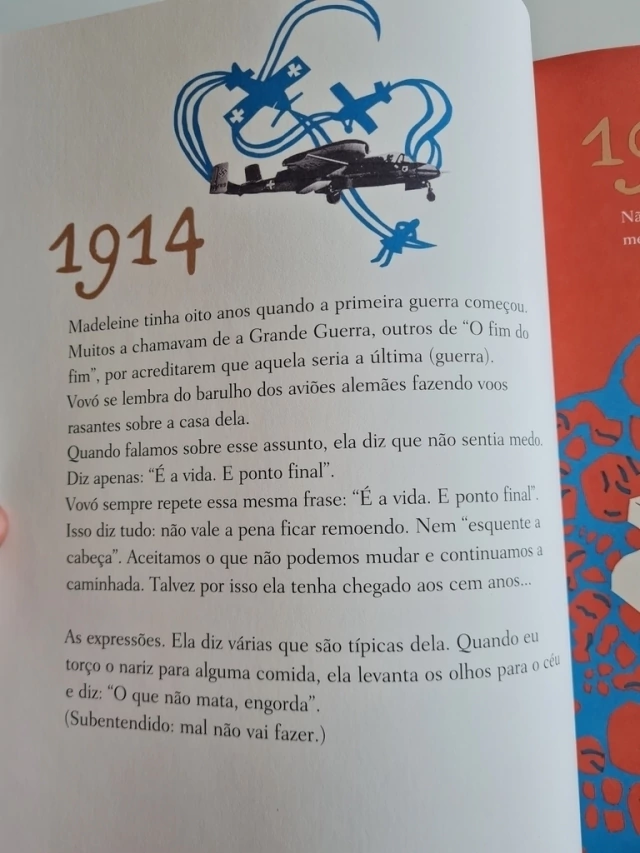 1914
Madeleine tinha oito anos quando a primeira guerra começou.
Muitos a chamavam de a Grande Guerra, outros de “O fim do
fim”, por acreditarem que aquela seria a última (guerra).
Vovó se lembra do barulho dos aviões alemães fazendo voos
rasantes sobre a casa dela.
Quando falamos sobre esse assunto, ela diz que não sentia medo.
Diz apenas: “É a vida. E ponto final”.
Vovó sempre repete essa mesma frase: “É a vida. E ponto final”.
Isso diz tudo: não vale a pena ficar remoendo. Nem “esquente a
cabeça”. Aceitamos o que não podemos mudar e continuamos a
caminhada. Talvez por isso ela tenha chegado aos cem anos...
As expressões. Ela diz várias que são típicas dela. Quando eu
torço o nariz para alguma comida, ela levanta os olhos para o céu
e diz: “O que não mata, engorda”.
(Subentendido: mal não vai fazer.)